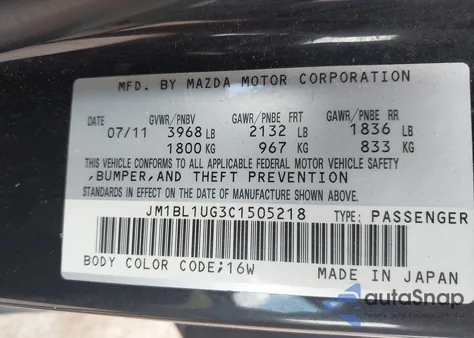 MFD. BY MAZDA MOTOR CORPORATION
DATE GVWR/PNBV GAWR/PNBE FRT GAWR/PNBE RR
07/11 3968 LB 2132 LB 1836 LB
1800 KG 967 KG 833 KG
THIS VEHICLE CONFORMS TO ALL APPLICABLE FEDERAL MOTOR VEHICLE SAFETY
,BUMPER,AND THEFT PREVENTION
STANDARDS IN EFFECT ON THE DATE OF MANUFACTURE SHOWN ABOVE.
JM1BL1UG3C1505218 TYPE: PASSENGER
BODY COLOR CODE;16W
MADE IN JAPAN
autoSnap